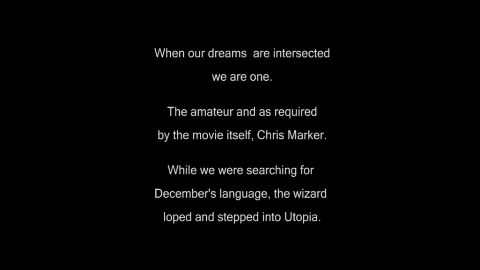 When our dreams  are intersected
we are one.
The amateur and as required
by the movie itself, Chris Marker.
While we were searching for
December's language, the wizard
loped and stepped into Utopia.